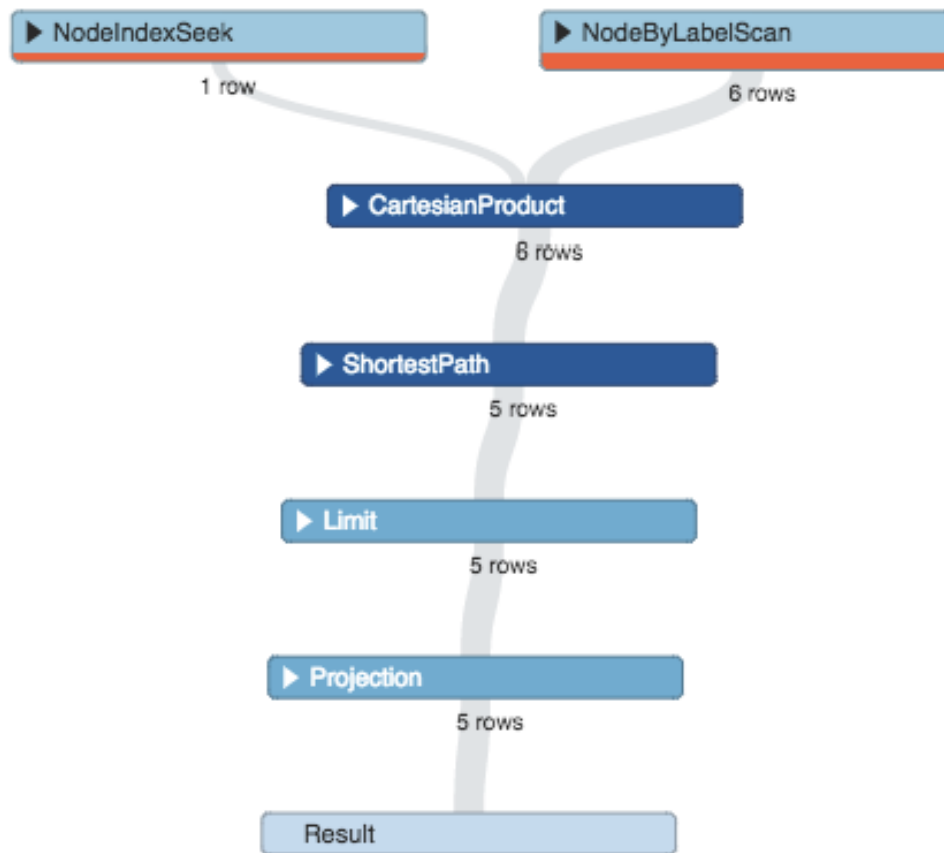 NodeIndexSeek
1 row
NodeByLabelScan
6 rows
CartesianProduct
6 rows
ShortestPath
5 rows
Limit
5 rows
Projection
5 rows
Result